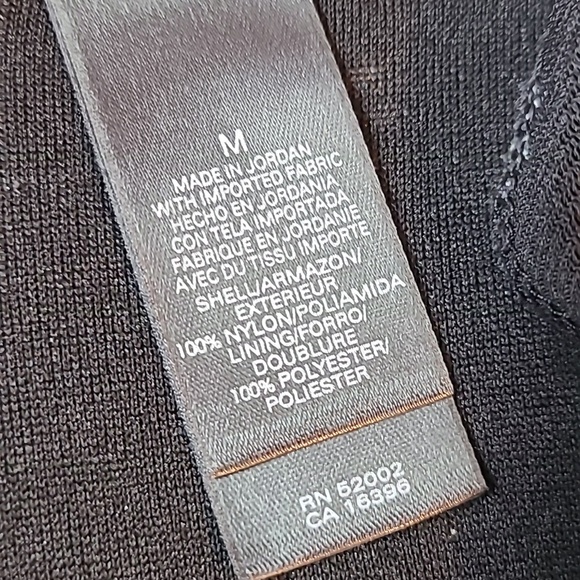 M
MADE IN JORDAN
WITH IMPORTED FABRIC
HECHO EN JORDANIA
CON TELA IMPORTADA
FABRIQUE EN JORDANIE
AVEC DU TISSU IMPORTE
SHELL/ARMAZON/
EXTERIEUR
100% NYLON/POLIAMIDA
LINING/FORRO/
DOUBLURE
100% POLYESTER/
POLIESTER
RN 52002
CA 16396